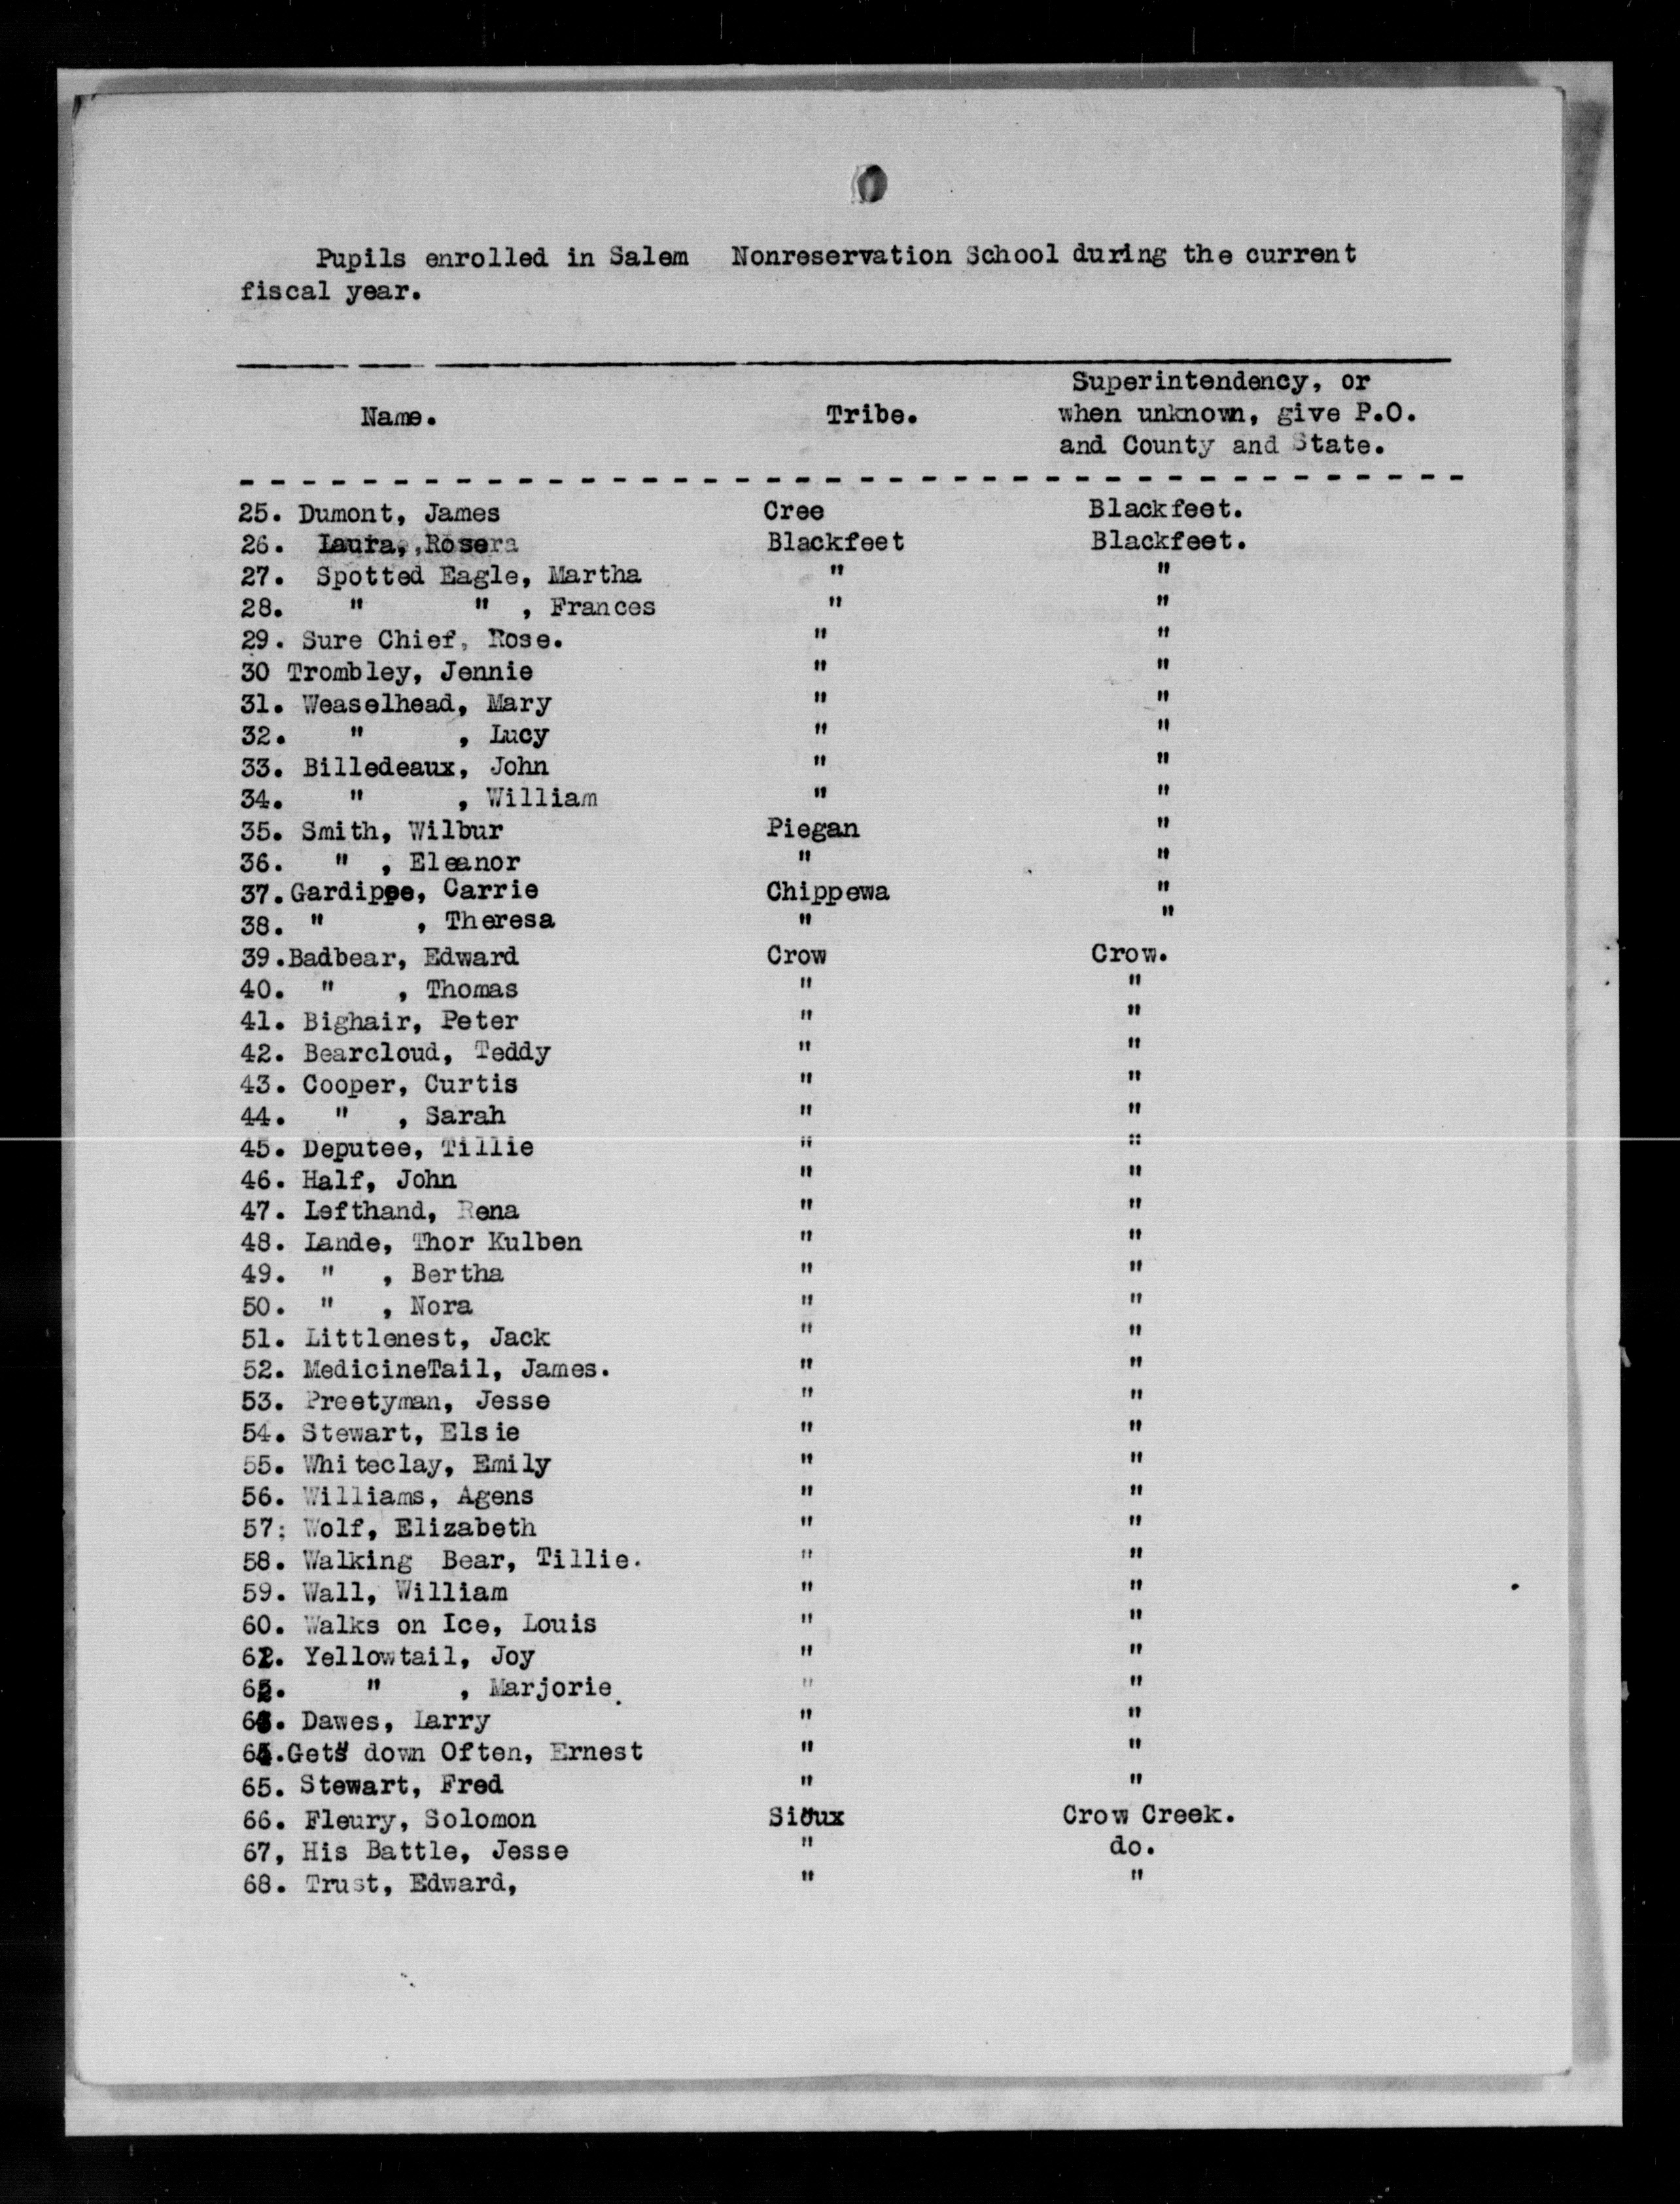 Pupils enrolled in Salem Nonreservation School during the current
fiscal year.
Name. Tribe. Superintendency, or
when unknown, give P.O.
and County and State.
25. Dumont, James Cree Blackfeet.
26. Blackfeet Blackfeet.
27. Spotted Eagle, Martha " "
28. " " , Frances " "
29. Sure Chief, Rose. " "
30 Trombley, Jennie " "
31. Weaselhead, Mary " "
32. " , Lucy " "
33. Billedeaux, John " "
34. " , William " "
35. Smith, Wilbur Piegan "
36. " , Eleanor " "
37. Gardipee, Carrie Chippewa "
38. " , Theresa " "
39. Badbear, Edward Crow Crow.
40. " , Thomas " "
41. Bighair, Peter " "
42. Bearcloud, Teddy " "
43. Cooper, Curtis " "
44. " , Sarah " "
45. Deputee, Tillie " "
46. Half, John " "
47. Lefthand, Rena " "
48. Lande, Thor Kulben " "
49. " , Bertha " "
50. " , Nora " "
51. Littlenest, Jack " "
52. MedicineTail, James. " "
53. Preetyman, Jesse " "
54. Stewart, Elsie " "
55. Whiteclay, Emily " "
56. Williams, Agens " "
57; Wolf, Elizabeth " "
58. Walking Bear, Tillie. " "
59. Wall, William " "
60. Walks on Ice, Louis " "
61. Yellowtail, Joy " "
62. " , Marjorie. " "
63. Dawes, Larry " "
64. Gets down Often, Ernest " "
65. Stewart, Fred " "
66. Fleury, Solomon Sioux Crow Creek.
67, His Battle, Jesse " do.
68. Trust, Edward, " "